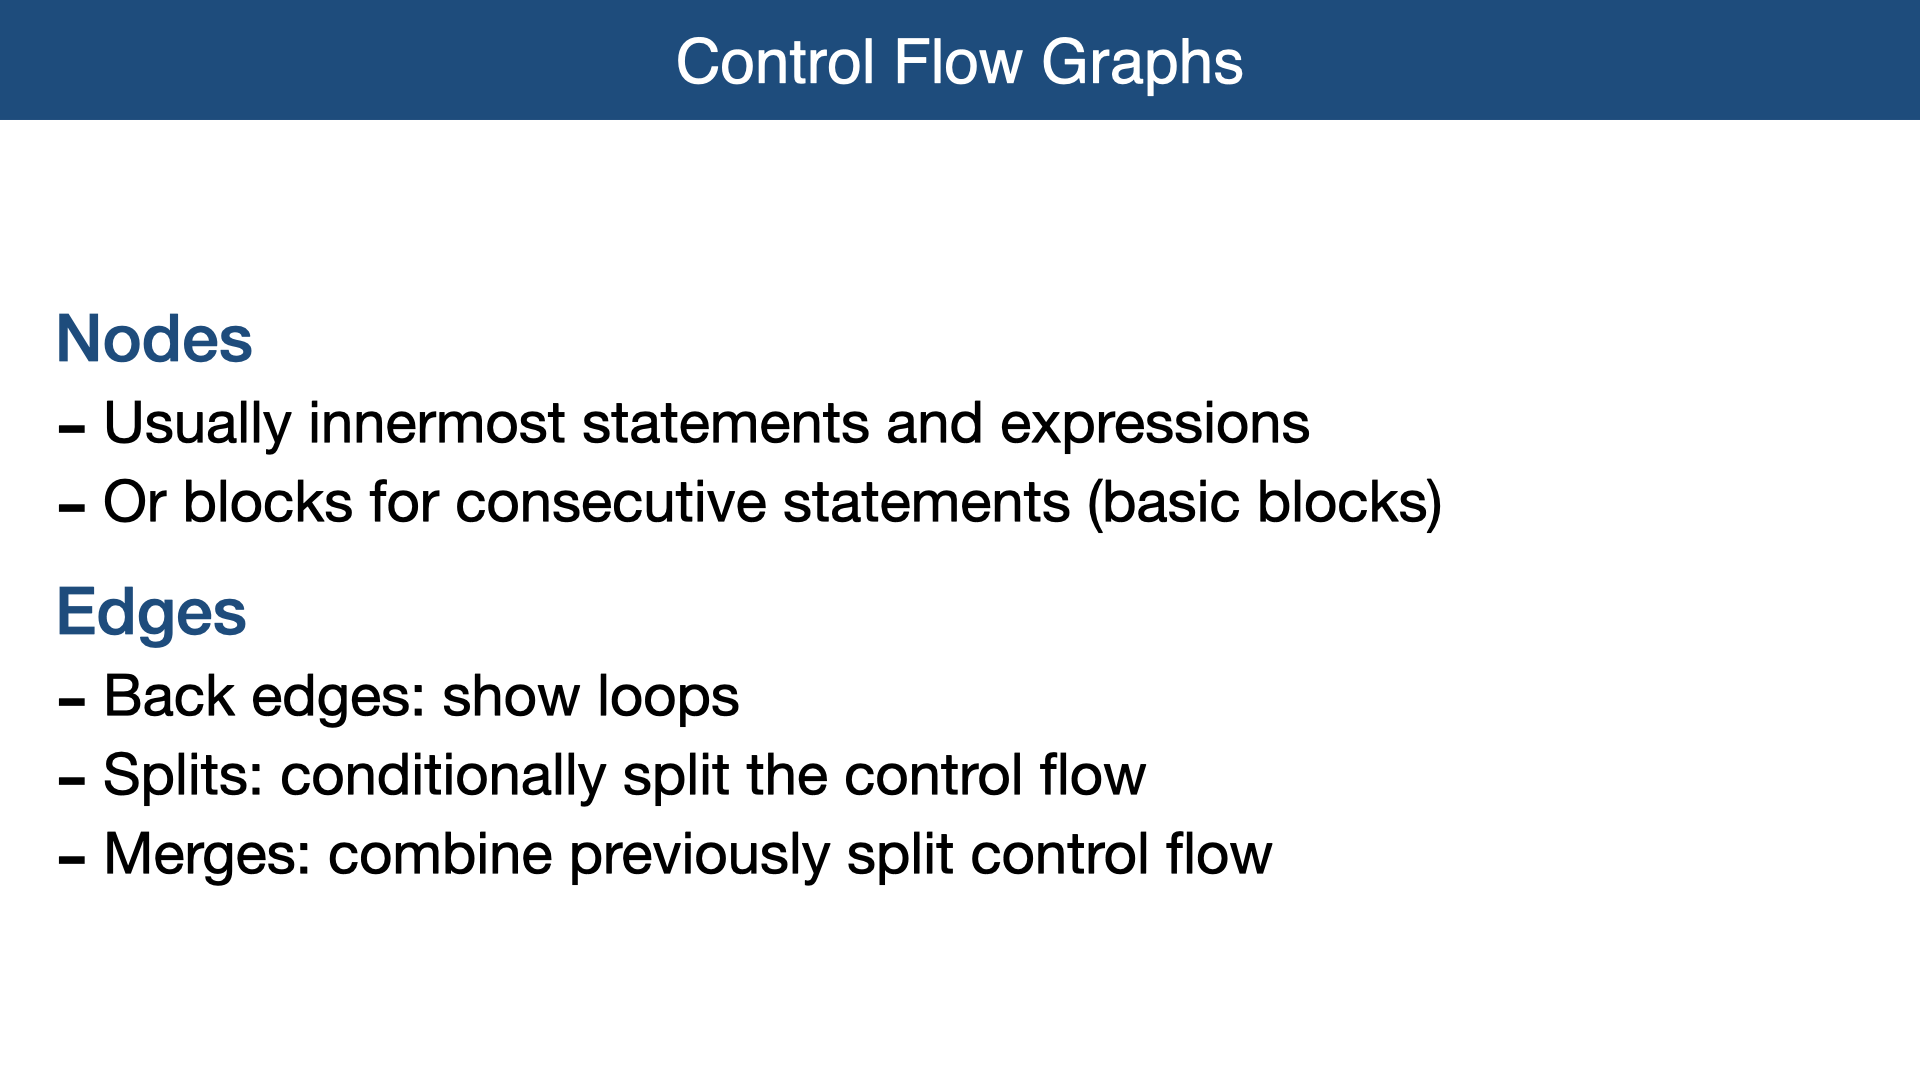 Control Flow Graphs
Nodes
- Usually innermost statements and expressions
- Or blocks for consecutive statements (basic blocks)
Edges
- Back edges: show loops
- Splits: conditionally split the control flow
- Merges: combine previously split control flow